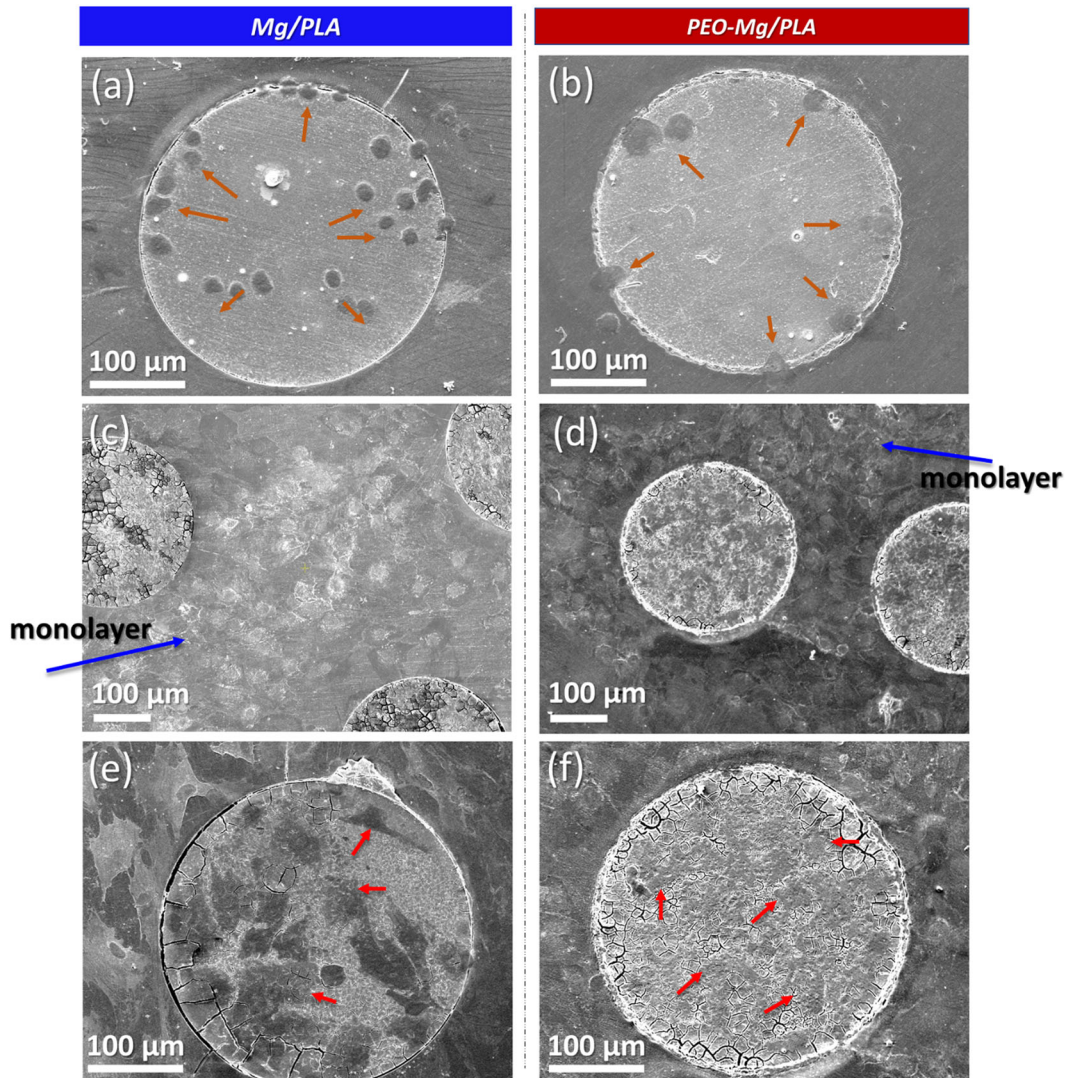 Mg/PLA
PEO-Mg/PLA
(a)
(b)
100 µm
100 µm
(c)
(d)
monolayer
monolayer
100 µm
100 µm
(e)
(f)
100 µm
100 µm